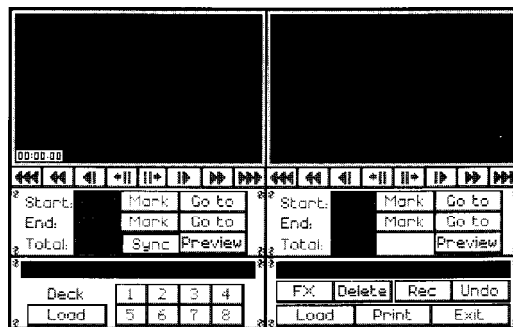 00:00:00
Start: Mark Go to Start: Mark Go to
End: Mark Go to End: Mark Go to
Total: Sync Preview Total: Preview
Deck 1 2 3 4 FX Delete Rec Undo
Load 5 6 7 8 Load Print Exit